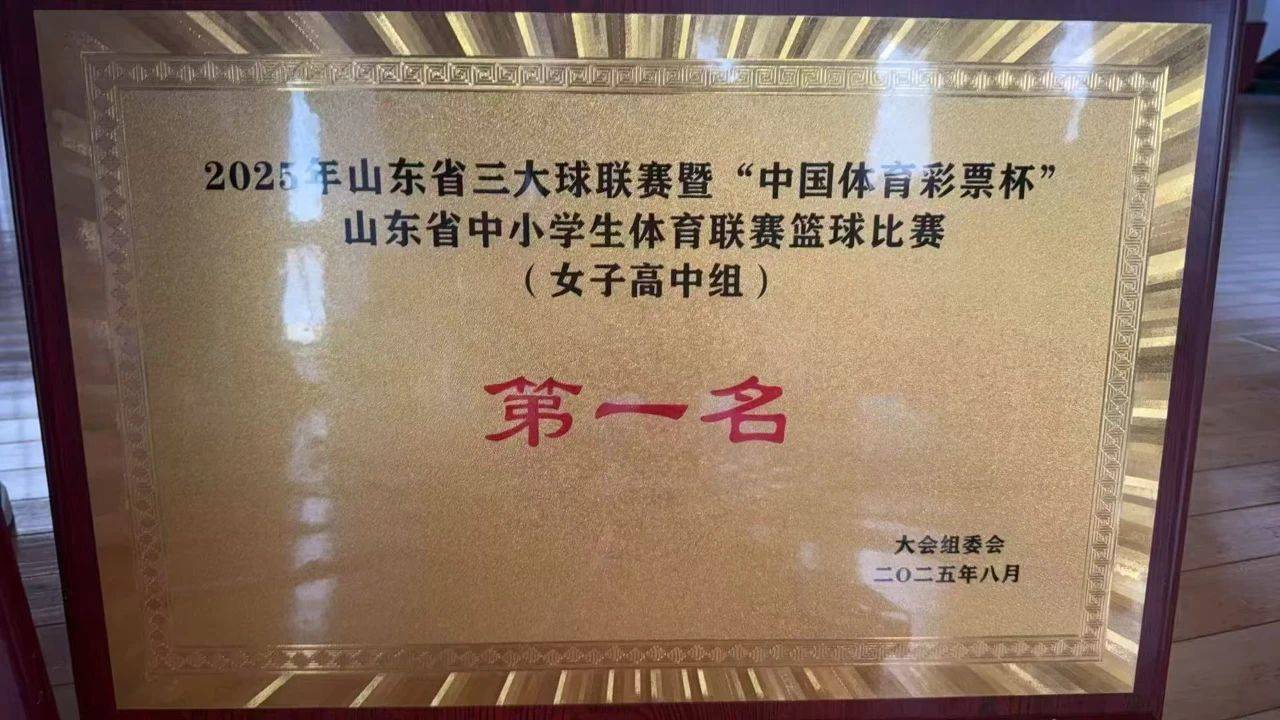 2025年山东省三大球联赛暨“中国体育彩票杯”
山东省中小学生体育联赛篮球比赛
（女子高中组）
第一名
大会组委会
二〇二五年八月